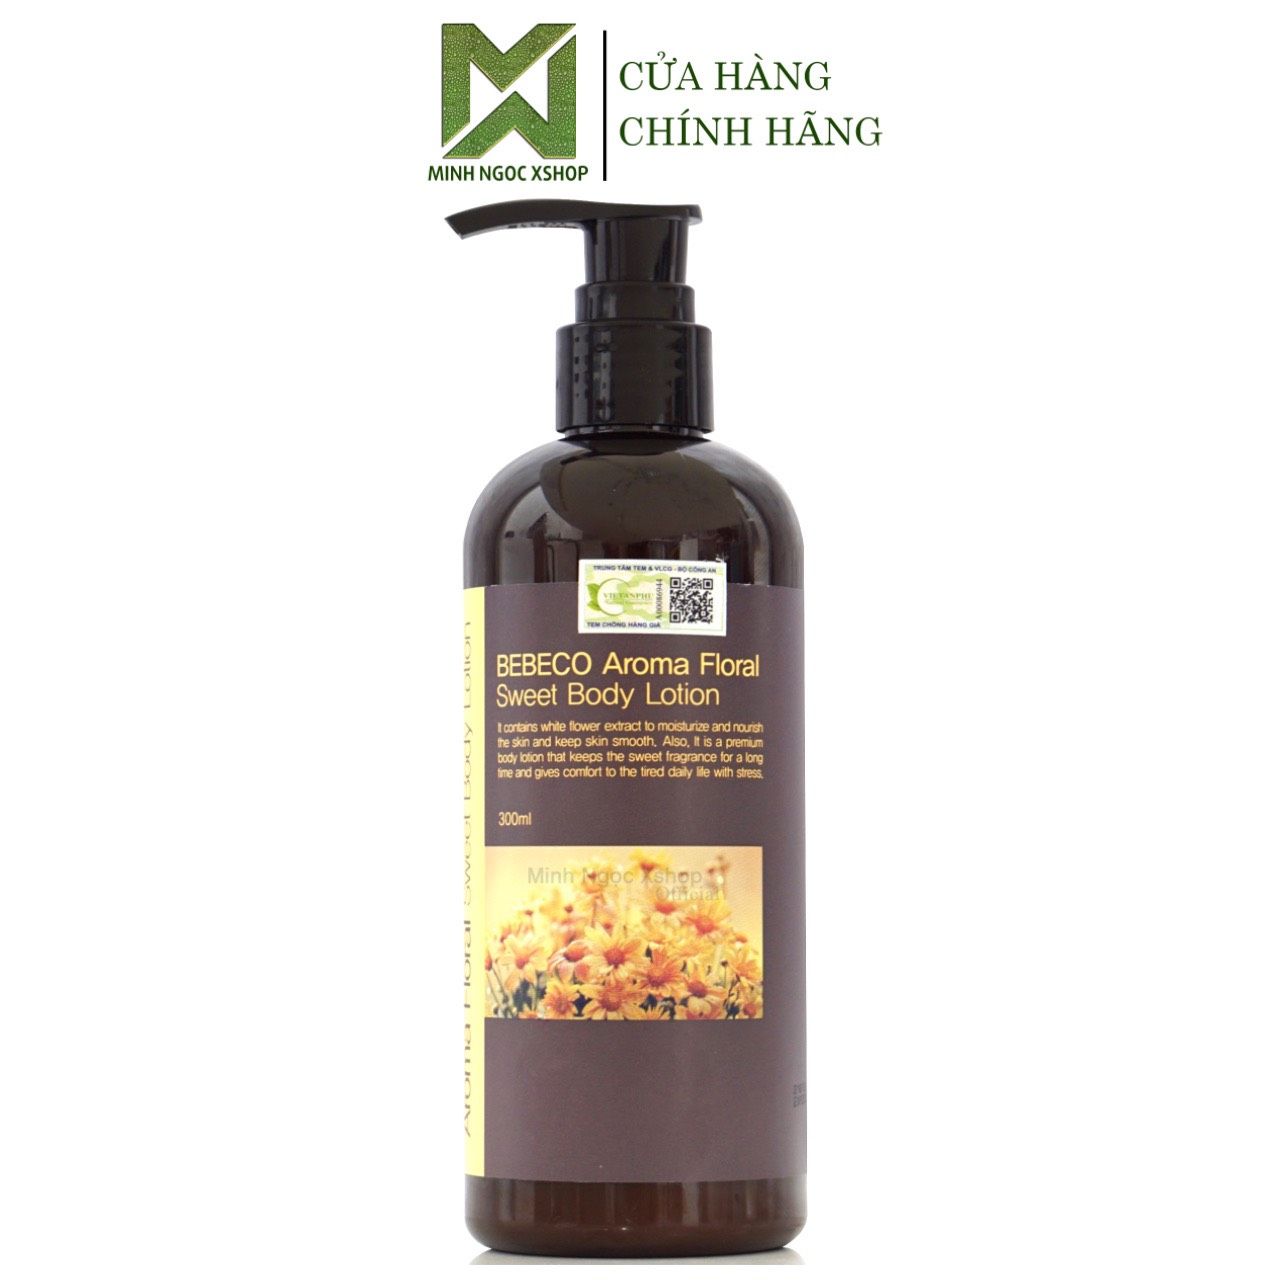 MINH NGOC XSHOP
CỬA HÀNG
CHÍNH HÃNG
TRUNG TÂM TEM & VLCG - BỘ CÔNG AN
VIETANPHU
A00086944
TEM CHỐNG HÀNG GIẢ
BEBECO Aroma Floral
Sweet Body Lotion
It contains white flower extract to moisturize and nourish
the skin and keep skin smooth. Also, It is a premium
body lotion that keeps the sweet fragrance for a long
time and gives comfort to the tired daily life with stress.
300ml
Minh Ngoc Xshop
Official
Aroma Floral Sweet Body Lotion